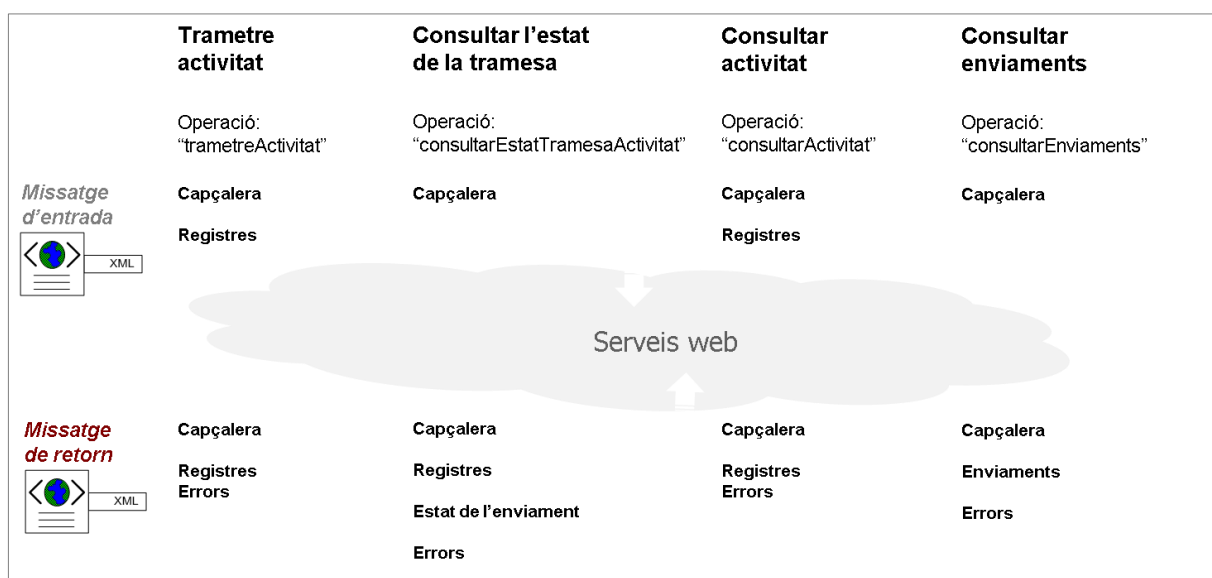 Trametre
activitat
Consultar l'estat
de la tramesa
Consultar
activitat
Consultar
enviaments
Operació:
“trametreActivitat”
Operació:
“consultarEstatTramesaActivitat”
Operació:
“consultarActivitat”
Operació:
“consultarEnviaments”
Missatge
d'entrada
XML
Capçalera
Registres
Capçalera
Capçalera
Registres
Capçalera
Serveis web
Missatge
de retorn
XML
Capçalera
Registres
Errors
Capçalera
Registres
Estat de l'enviament
Errors
Capçalera
Registres
Errors
Capçalera
Enviaments
Errors